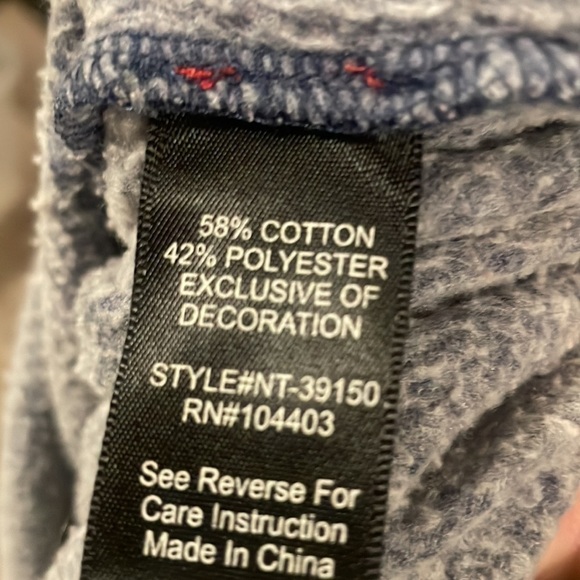 58% COTTON
42% POLYESTER
EXCLUSIVE OF
DECORATION
STYLE#NT-39150
RN#104403
See Reverse For
Care Instruction
Made In China